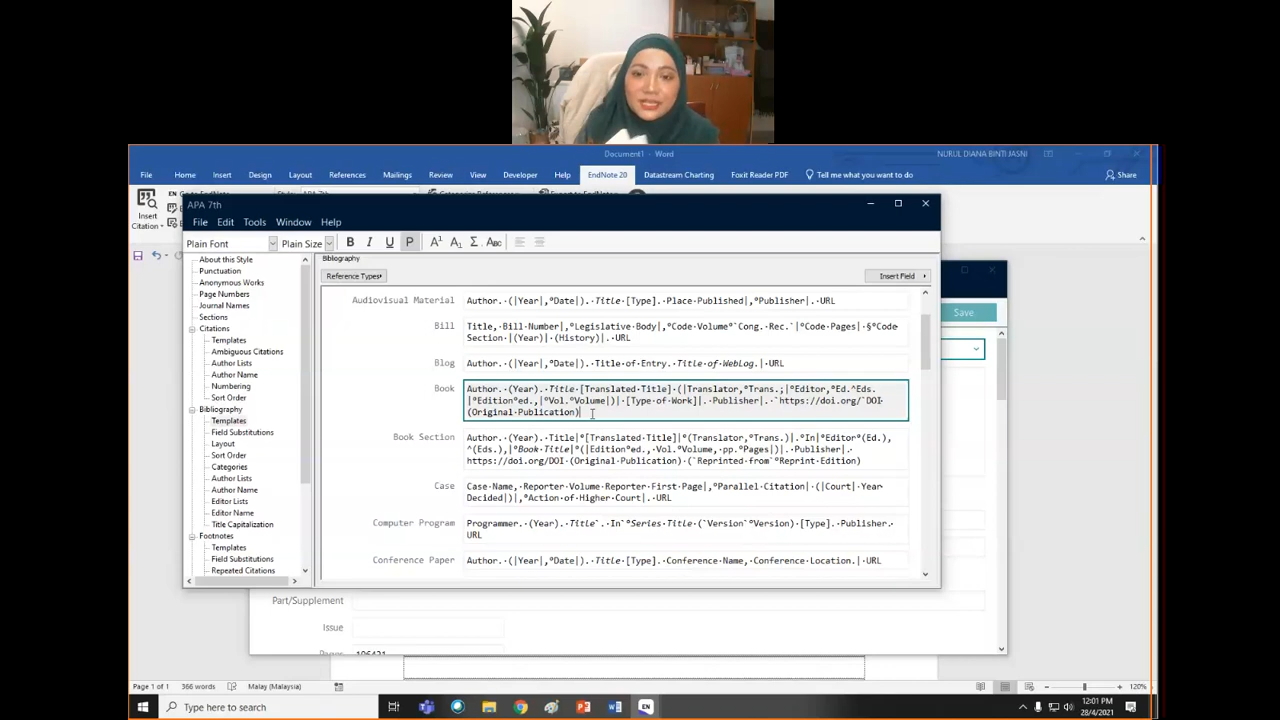 Document1 - Word
NURUL DIANA BINTI JASNI
File Home Insert Design Layout References Mailings Review View Developer Help EndNote 20 Datastream Charting Foxit Reader PDF Tell me what you want to do Share
Insert
Citation
APA 7th
File Edit Tools Window Help
Plain Font Plain Size B I U P A¹ A₁ Σ Abc
Bibliography
Reference Types
Insert Field
About this Style
Punctuation
Anonymous Works
Page Numbers
Journal Names
Sections
Citations
Templates
Ambiguous Citations
Author Lists
Author Name
Numbering
Sort Order
Bibliography
Templates
Field Substitutions
Layout
Sort Order
Categories
Author Lists
Author Name
Editor Lists
Editor Name
Title Capitalization
Footnotes
Templates
Field Substitutions
Repeated Citations
Audiovisual Material
Author.·(|Year|,°Date|).·Title·[Type].·Place·Published|,°Publisher|.·URL
Bill
Title,·Bill·Number|,°Legislative·Body|,°Code·Volume°`Cong.·Rec.`|°Code·Pages|·§°Code·
Section·|(Year)|·(History)|.·URL
Blog
Author.·(|Year|,°Date|).·Title·of·Entry.·Title·of·WebLog.|·URL
Book
Author.·(Year).·Title·[Translated·Title]·(|Translator,°Trans.;|°Editor,°Ed.^Eds.
|°Edition°ed.,|°Vol.°Volume|)|·[Type·of·Work]|.·Publisher|.·`https://doi.org/`DOI·
(Original·Publication)
Book Section
Author.·(Year).·Title|°[Translated·Title]|°(Translator,°Trans.)|.°In|°Editor°(Ed.),
^(Eds.),|°Book·Title|°(|Edition°ed.,·Vol.°Volume,·pp.°Pages|)|.·Publisher|.·
https://doi.org/DOI·(Original·Publication)·(`Reprinted·from`°Reprint·Edition)
Case
Case·Name,·Reporter·Volume·Reporter·First·Page|,°Parallel·Citation|·(|Court|·Year·
Decided|)|,°Action·of·Higher·Court|.·URL
Computer Program
Programmer.·(Year).·Title`.·In`°Series·Title·(`Version`°Version)·[Type].·Publisher.·
URL
Conference Paper
Author.·(|Year|,°Date|).·Title·[Type].·Conference·Name,·Conference·Location.|·URL
Save
Part/Supplement
Issue
Page 1 of 1 366 words Malay (Malaysia) 120%
Type here to search
12:01 PM
28/4/2021